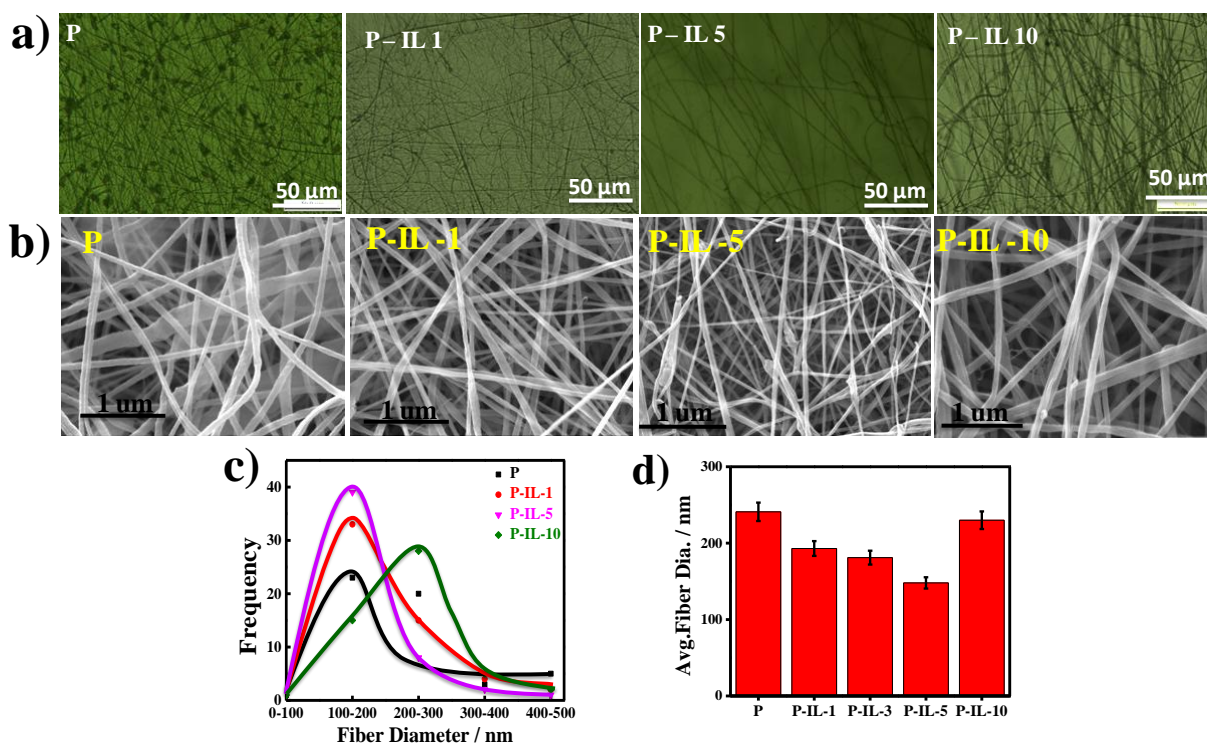 a)
P
P – IL 1
P – IL 5
P – IL 10
50 µm
50 µm
50 µm
50 µm
b)
P
P-IL -1
P-IL -5
P-IL -10
1 um
1 um
1 um
1 um
c)
P
P-IL-1
P-IL-5
P-IL-10
Frequency
40
30
20
10
0
0-100 100-200 200-300 300-400 400-500
Fiber Diameter / nm
d)
Avg.Fiber Dia. / nm
300
200
100
0
P P-IL-1 P-IL-3 P-IL-5 P-IL-10